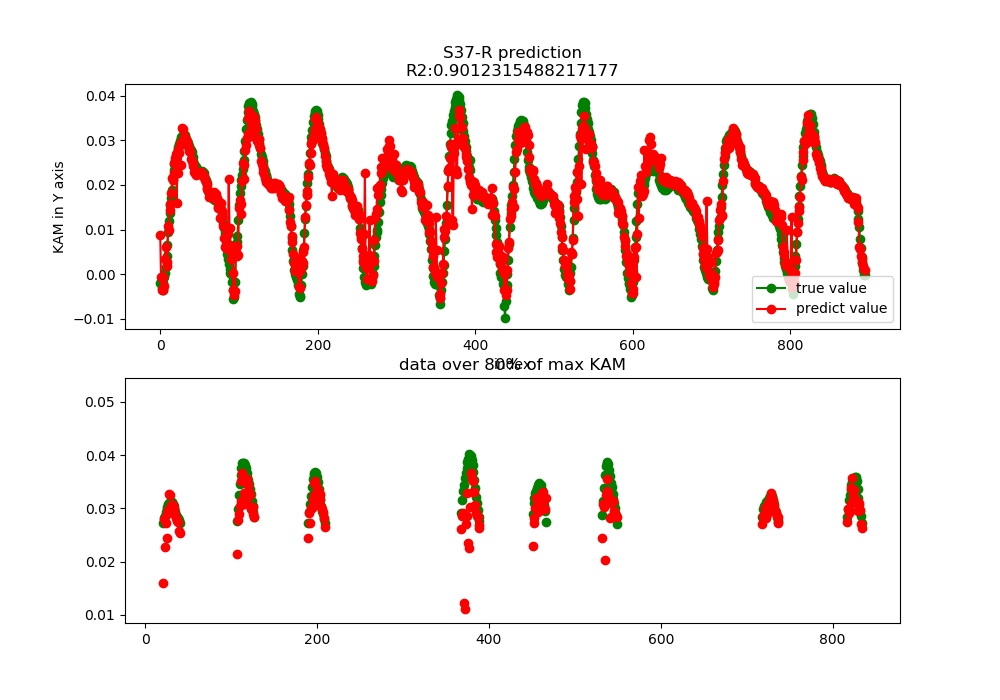 S37-R prediction
R2:0.9012315488217177
KAM in Y axis
0.04
0.03
0.02
0.01
0.00
−0.01
true value
predict value
0 200 400 600 800
index
data over 80% of max KAM
0.05
0.04
0.03
0.02
0.01
0 200 400 600 800